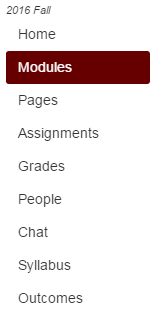 2016 Fall
Home
Modules
Pages
Assignments
Grades
People
Chat
Syllabus
Outcomes